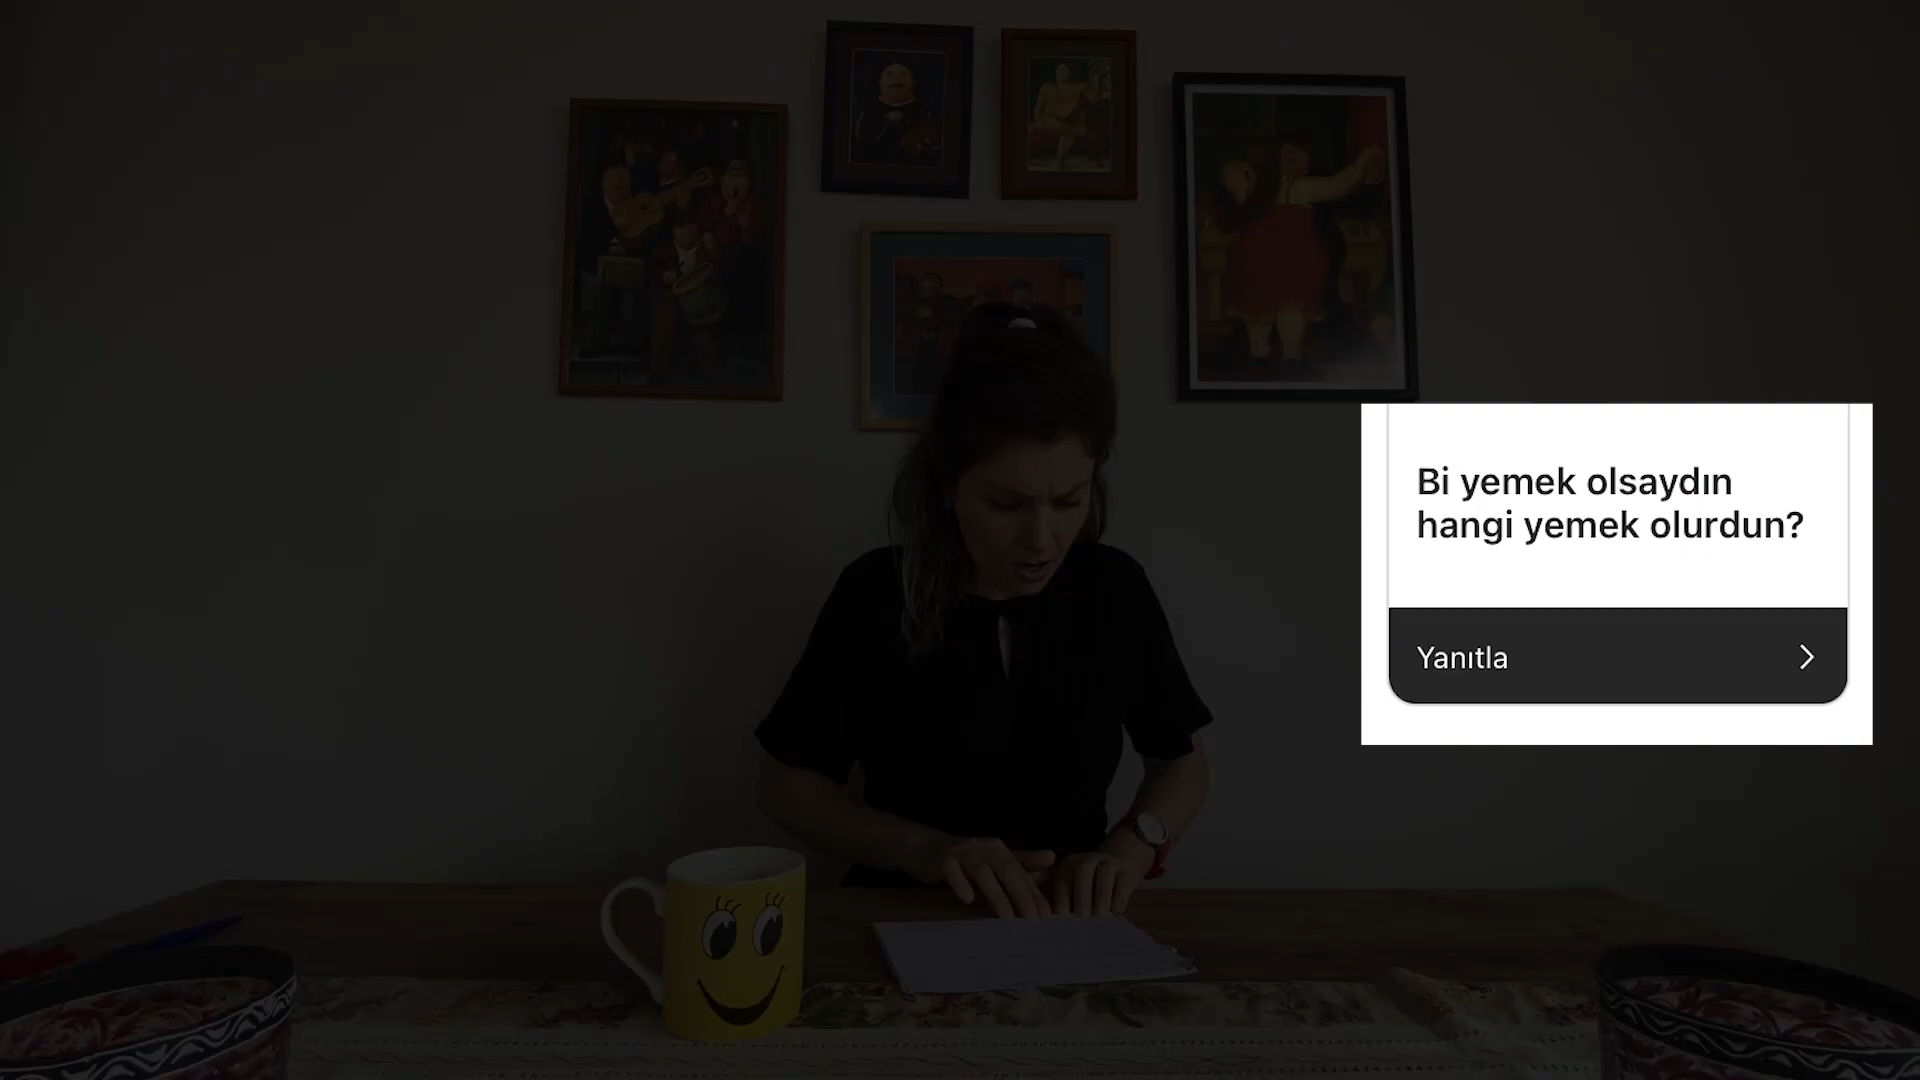 Bi yemek olsaydın
hangi yemek olurdun?
Yanıtla